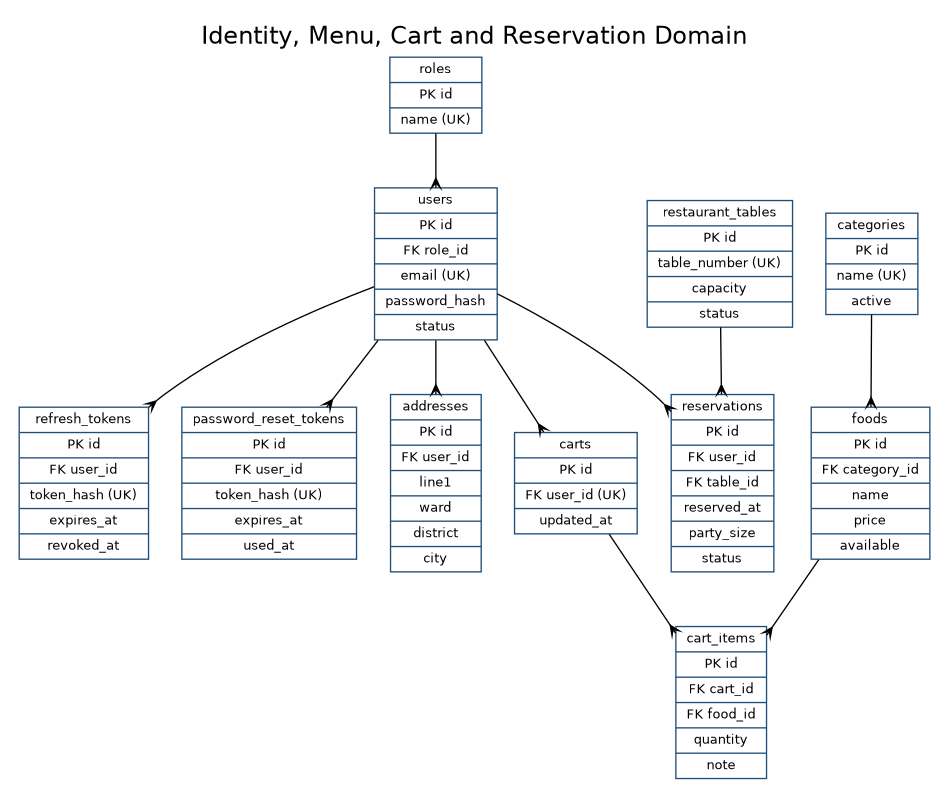 Identity, Menu, Cart and Reservation Domain
roles
PK id
name (UK)
users
PK id
FK role_id
email (UK)
password_hash
status
restaurant_tables
PK id
table_number (UK)
capacity
status
categories
PK id
name (UK)
active
refresh_tokens
PK id
FK user_id
token_hash (UK)
expires_at
revoked_at
password_reset_tokens
PK id
FK user_id
token_hash (UK)
expires_at
used_at
addresses
PK id
FK user_id
line1
ward
district
city
carts
PK id
FK user_id (UK)
updated_at
reservations
PK id
FK user_id
FK table_id
reserved_at
party_size
status
foods
PK id
FK category_id
name
price
available
cart_items
PK id
FK cart_id
FK food_id
quantity
note